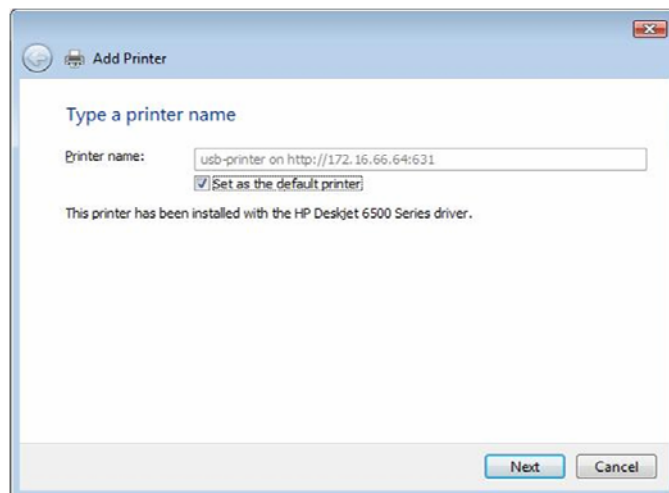 Add Printer
Type a printer name
Printer name:
usb-printer on http://172.16.66.64:631
Set as the default printer
This printer has been installed with the HP Deskjet 6500 Series driver.
Next
Cancel